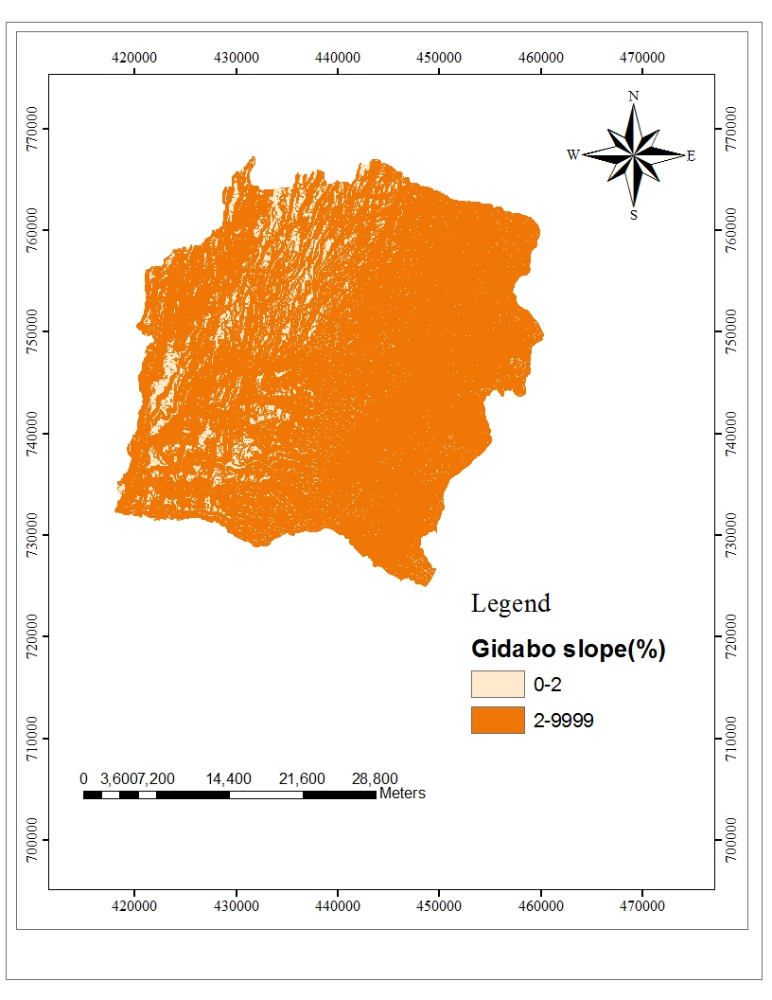 420000 430000 440000 450000 460000 470000
N
W E
S
770000 770000
760000 760000
750000 750000
740000 740000
730000 730000
720000 720000
710000 710000
700000 700000
Legend
Gidabo slope(%)
0-2
2-9999
0 3,6007,200 14,400 21,600 28,800
Meters
420000 430000 440000 450000 460000 470000